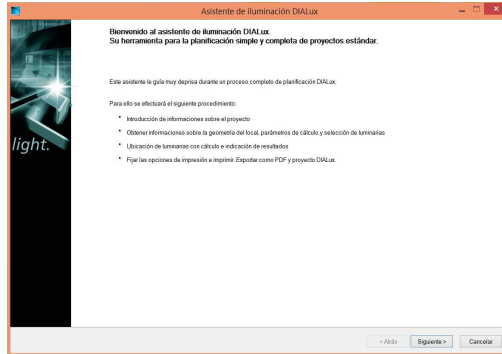 Asistente de iluminación DIALux
Bienvenido al asistente de iluminación DIALux.
Su herramienta para la planificación simple y completa de proyectos estándar.
Este asistente le guía muy deprisa durante un proceso completo de planificación DIALux.
Para ello se efectuará el siguiente procedimiento:
• Introducción de informaciones sobre el proyecto
• Obtener informaciones sobre la geometría del local, parámetros de cálculo y selección de luminarias
• Ubicación de luminarias con cálculo e indicación de resultados
• Fijar las opciones de impresión e imprimir. Exportar como PDF y proyecto DIALux.
light.
< Atrás Siguiente > Cancelar